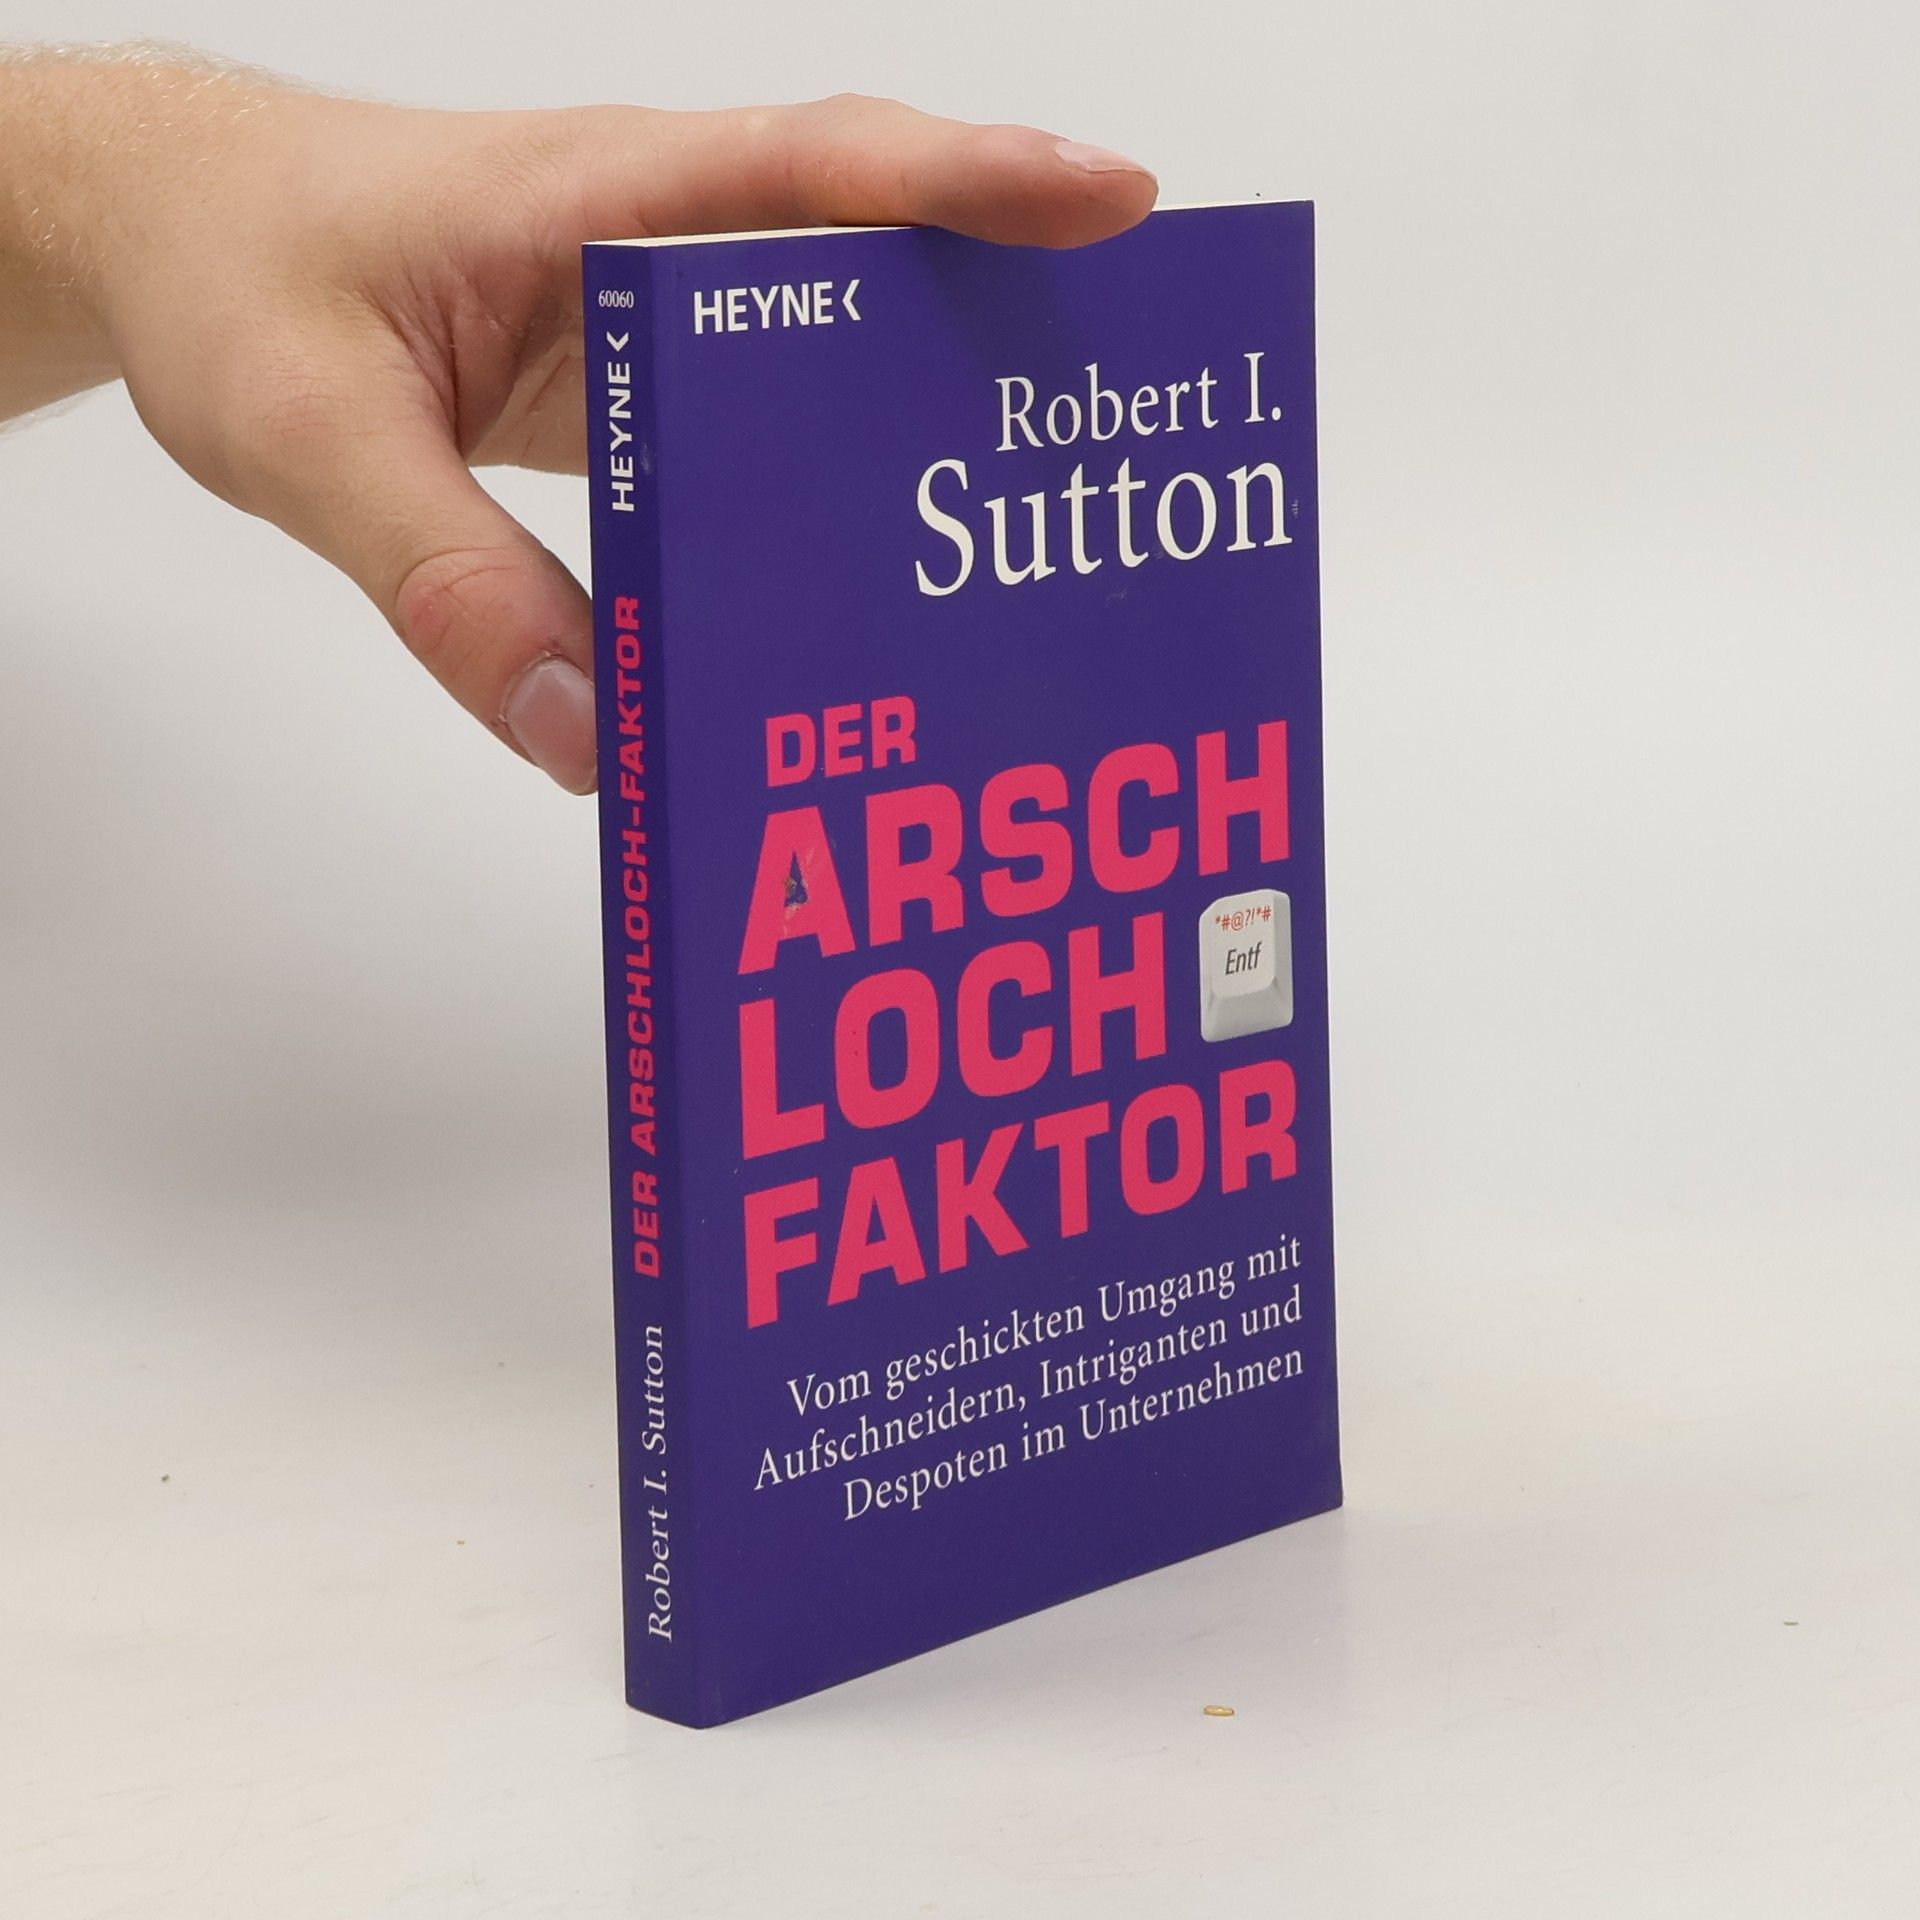 60060
HEYNE<
DER ARSCHLOCH-FAKTOR
Robert I. Sutton
HEYNE<
Robert I.
Sutton
DER
ARSCH
LOCH
*#@?!*#
Entf
FAKTOR
Vom geschickten Umgang mit
Aufschneidern, Intriganten und
Despoten im Unternehmen